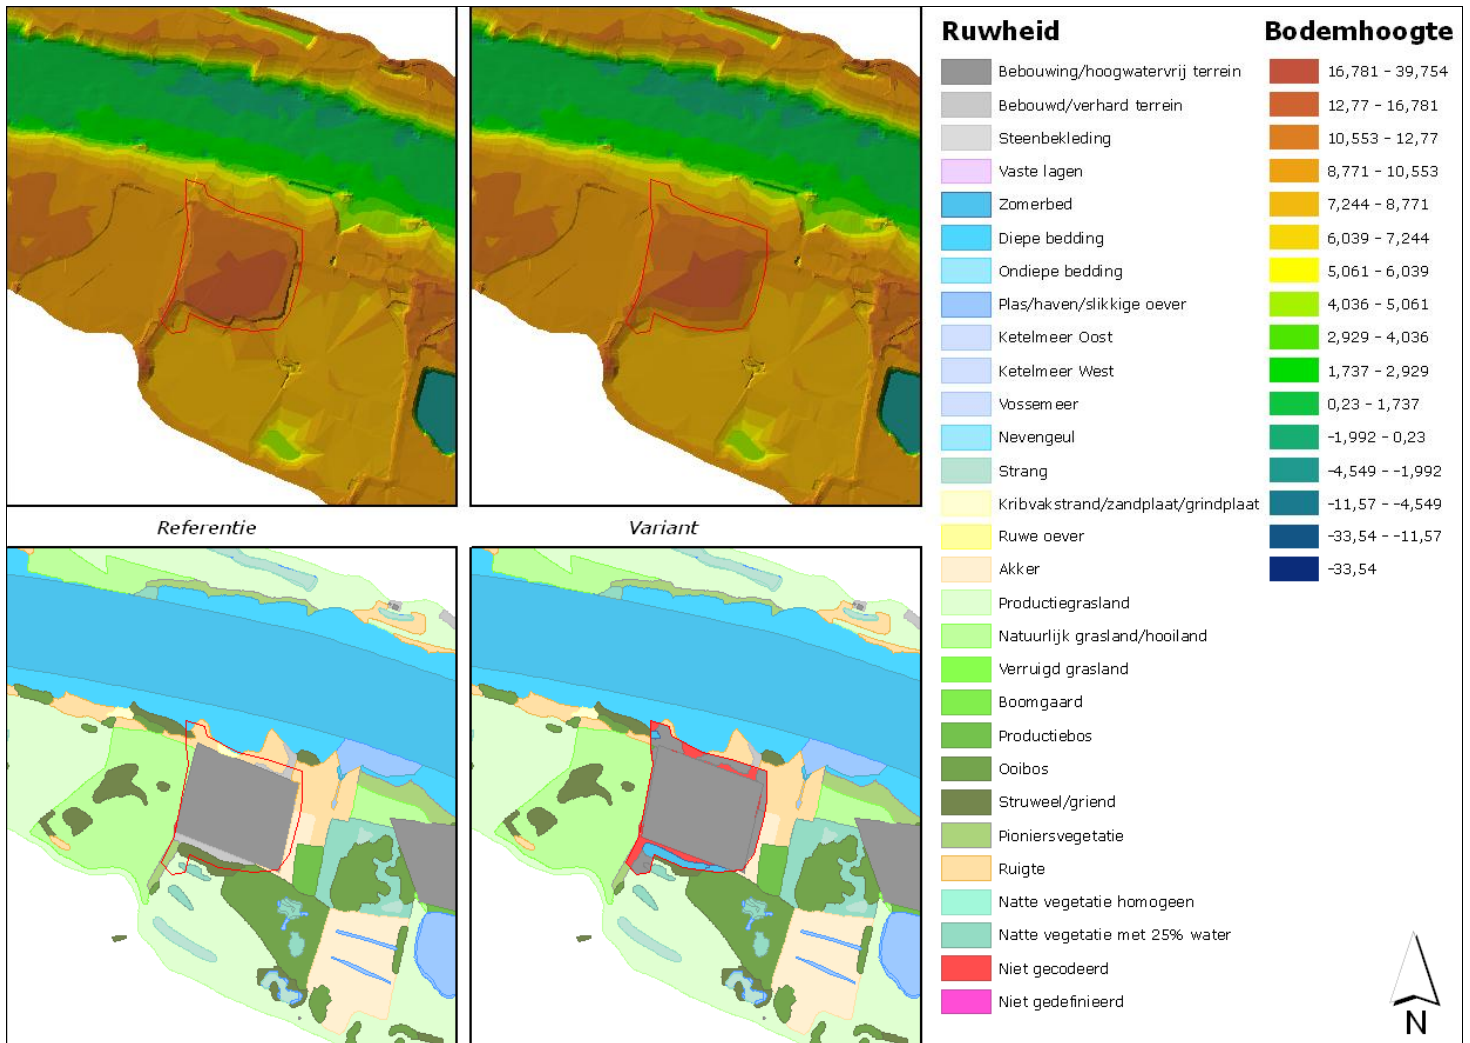 Ruwheid
Bebouwing/hoogwatervrij terrein
Bebouwd/verhard terrein
Steenbekleding
Vaste lagen
Zomerbed
Diepe bedding
Ondiepe bedding
Plas/haven/slikkige oever
Ketelmeer Oost
Ketelmeer West
Vossemeer
Nevengeul
Strang
Kribvakstrand/zandplaat/grindplaat
Ruwe oever
Akker
Productiegrasland
Natuurlijk grasland/hooiland
Verruigd grasland
Boomgaard
Productiebos
Ooibos
Struweel/griend
Pioniersvegetatie
Ruigte
Natte vegetatie homogeen
Natte vegetatie met 25% water
Niet gecodeerd
Niet gedefinieerd
Bodemhoogte
16,781 - 39,754
12,77 - 16,781
10,553 - 12,77
8,771 - 10,553
7,244 - 8,771
6,039 - 7,244
5,061 - 6,039
4,036 - 5,061
2,929 - 4,036
1,737 - 2,929
0,23 - 1,737
-1,992 - 0,23
-4,549 - -1,992
-11,57 - -4,549
-33,54 - -11,57
-33,54
Referentie
Variant
N